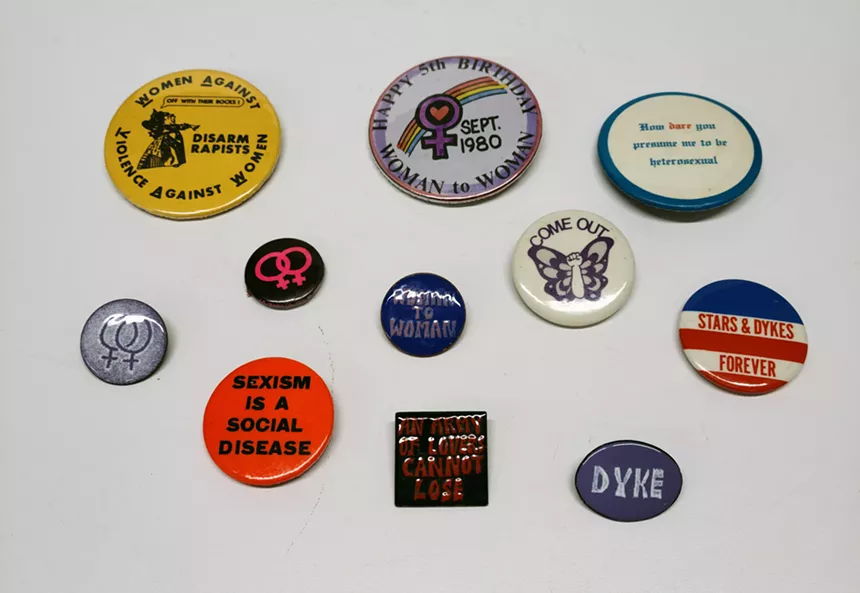 WOMEN AGAINST
OFF WITH THEIR ROCKS!
DISARM
RAPISTS
VIOLENCE AGAINST WOMEN
HAPPY 5th BIRTHDAY
SEPT.
1980
WOMAN to WOMAN
How dare you
presume me to be
heterosexual
COME OUT
WOMAN
TO
WOMAN
STARS & DYKES
FOREVER
SEXISM
IS A
SOCIAL
DISEASE
AN ARMY
OF LOVERS
CANNOT
LOSE
DYKE